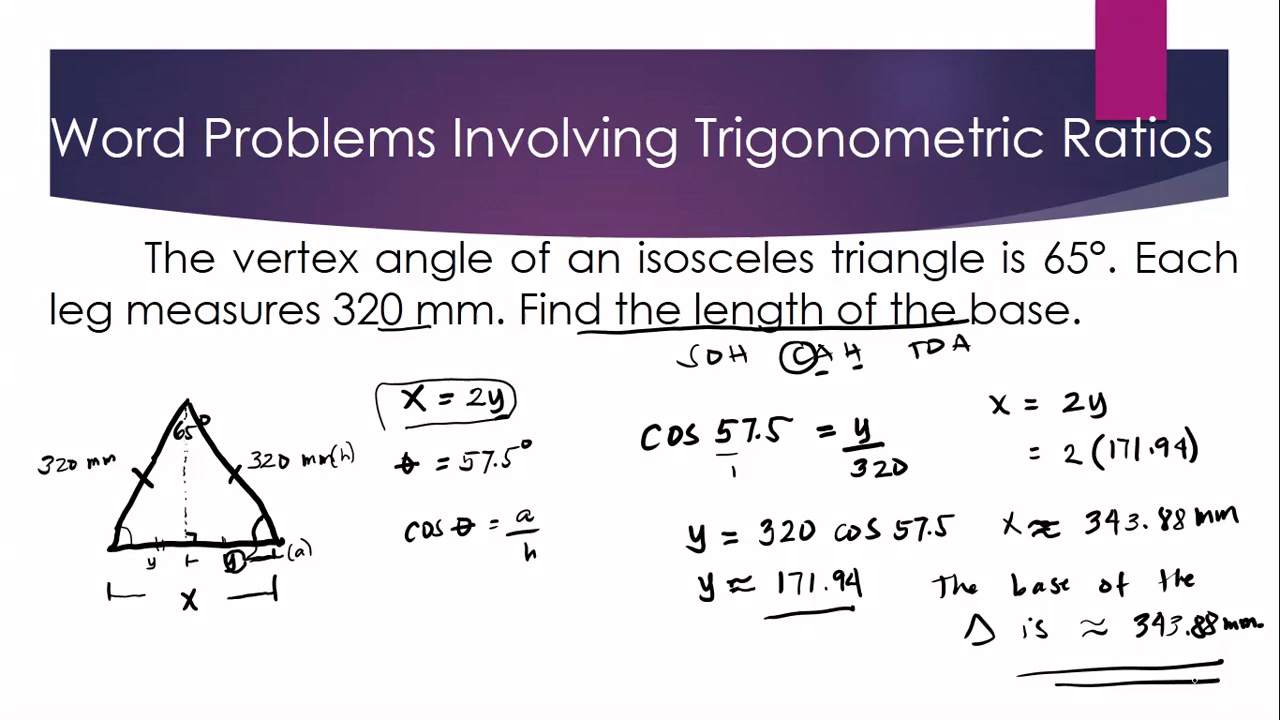 Word Problems Involving Trigonometric Ratios
The vertex angle of an isosceles triangle is 65°. Each
leg measures 320 mm. Find the length of the base.
SOH CAH TOA
65°
320 mm
320 mm(h)
y
y
(a)
x
x = 2y
θ = 57.5°
cos θ = a/h
cos 57.5 = y/320
1
y = 320 cos 57.5
y ≈ 171.94
x = 2y
= 2(171.94)
x ≈ 343.88 mm
The base of the
Δ is ≈ 343.88 mm.